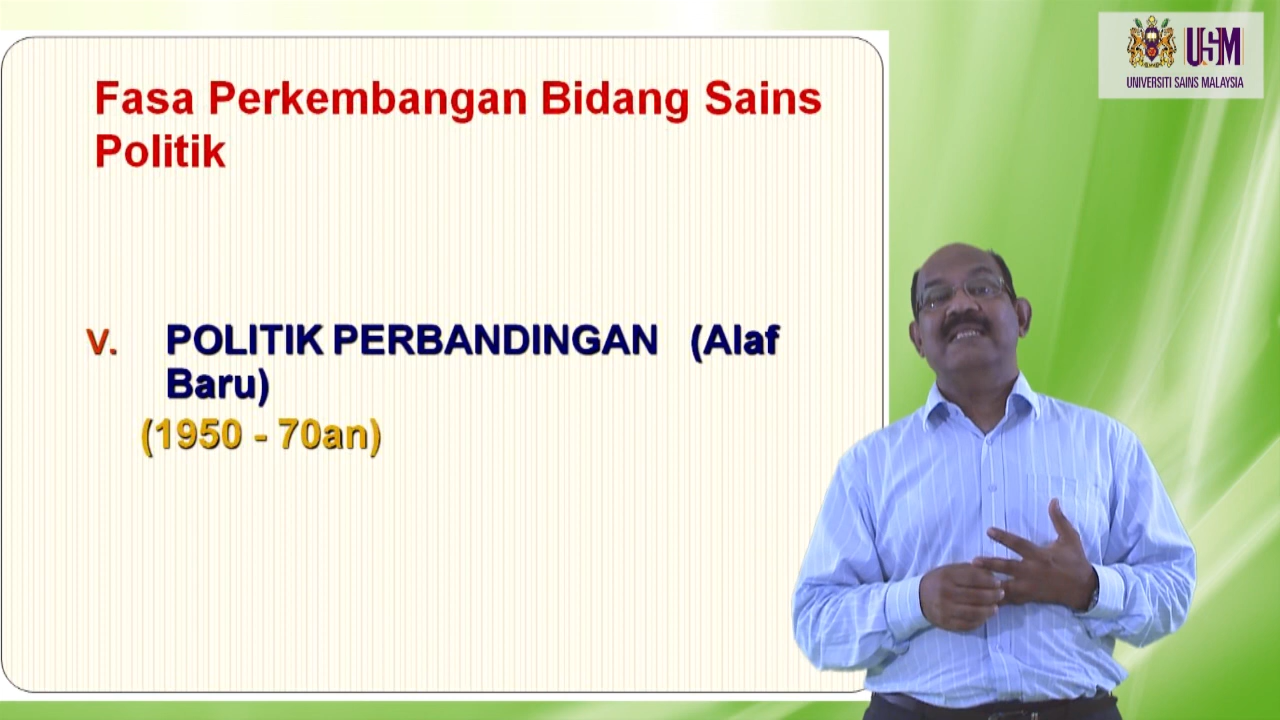 USM
UNIVERSITI SAINS MALAYSIA
Fasa Perkembangan Bidang Sains
Politik
V. POLITIK PERBANDINGAN (Alaf
Baru)
(1950 - 70an)